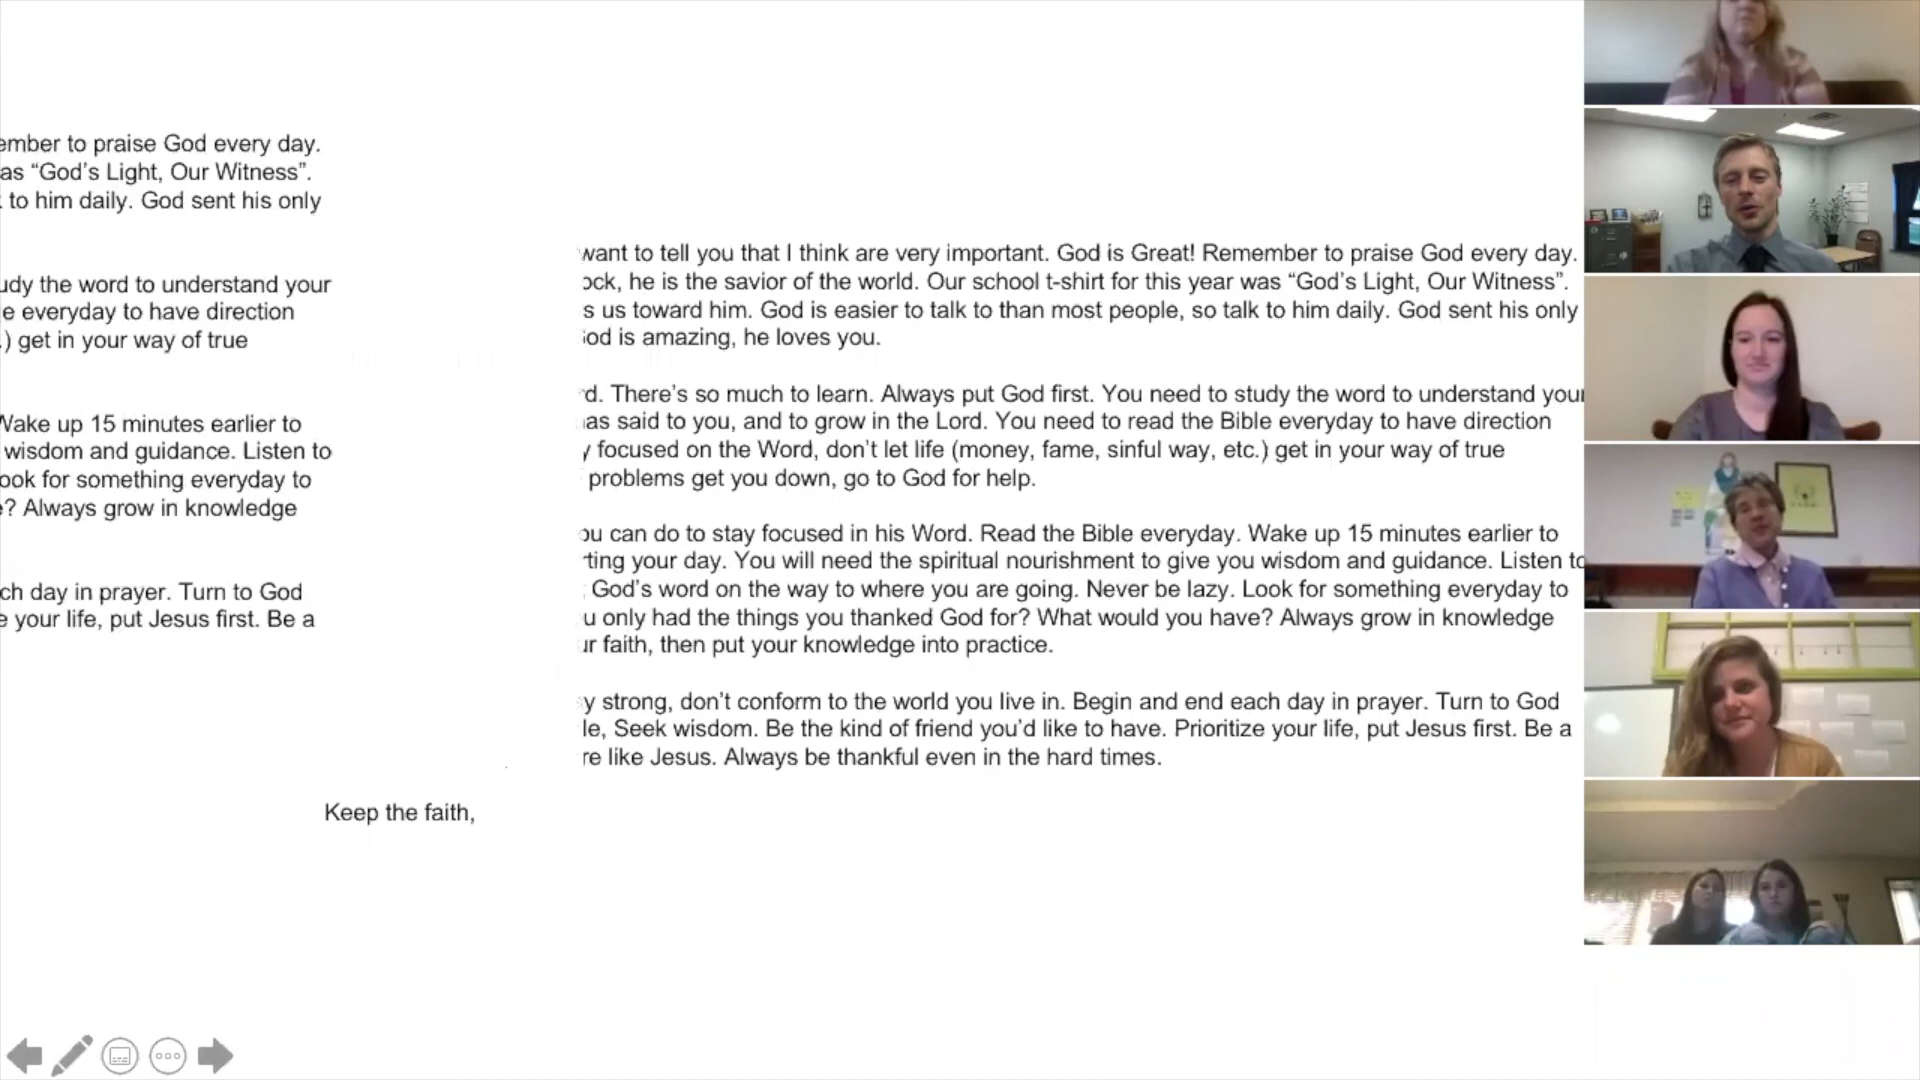 ember to praise God every day.
as “God’s Light, Our Witness”.
to him daily. God sent his only
udy the word to understand your
e everyday to have direction
.) get in your way of true
Wake up 15 minutes earlier to
wisdom and guidance. Listen to
ook for something everyday to
e? Always grow in knowledge
ch day in prayer. Turn to God
e your life, put Jesus first. Be a
Keep the faith,
want to tell you that I think are very important. God is Great! Remember to praise God every day.
ock, he is the savior of the world. Our school t-shirt for this year was “God’s Light, Our Witness”.
s us toward him. God is easier to talk to than most people, so talk to him daily. God sent his only
God is amazing, he loves you.
rd. There’s so much to learn. Always put God first. You need to study the word to understand your
as said to you, and to grow in the Lord. You need to read the Bible everyday to have direction
y focused on the Word, don’t let life (money, fame, sinful way, etc.) get in your way of true
problems get you down, go to God for help.
ou can do to stay focused in his Word. Read the Bible everyday. Wake up 15 minutes earlier to
ting your day. You will need the spiritual nourishment to give you wisdom and guidance. Listen to
God’s word on the way to where you are going. Never be lazy. Look for something everyday to
u only had the things you thanked God for? What would you have? Always grow in knowledge
ur faith, then put your knowledge into practice.
y strong, don’t conform to the world you live in. Begin and end each day in prayer. Turn to God
le, Seek wisdom. Be the kind of friend you’d like to have. Prioritize your life, put Jesus first. Be a
re like Jesus. Always be thankful even in the hard times.